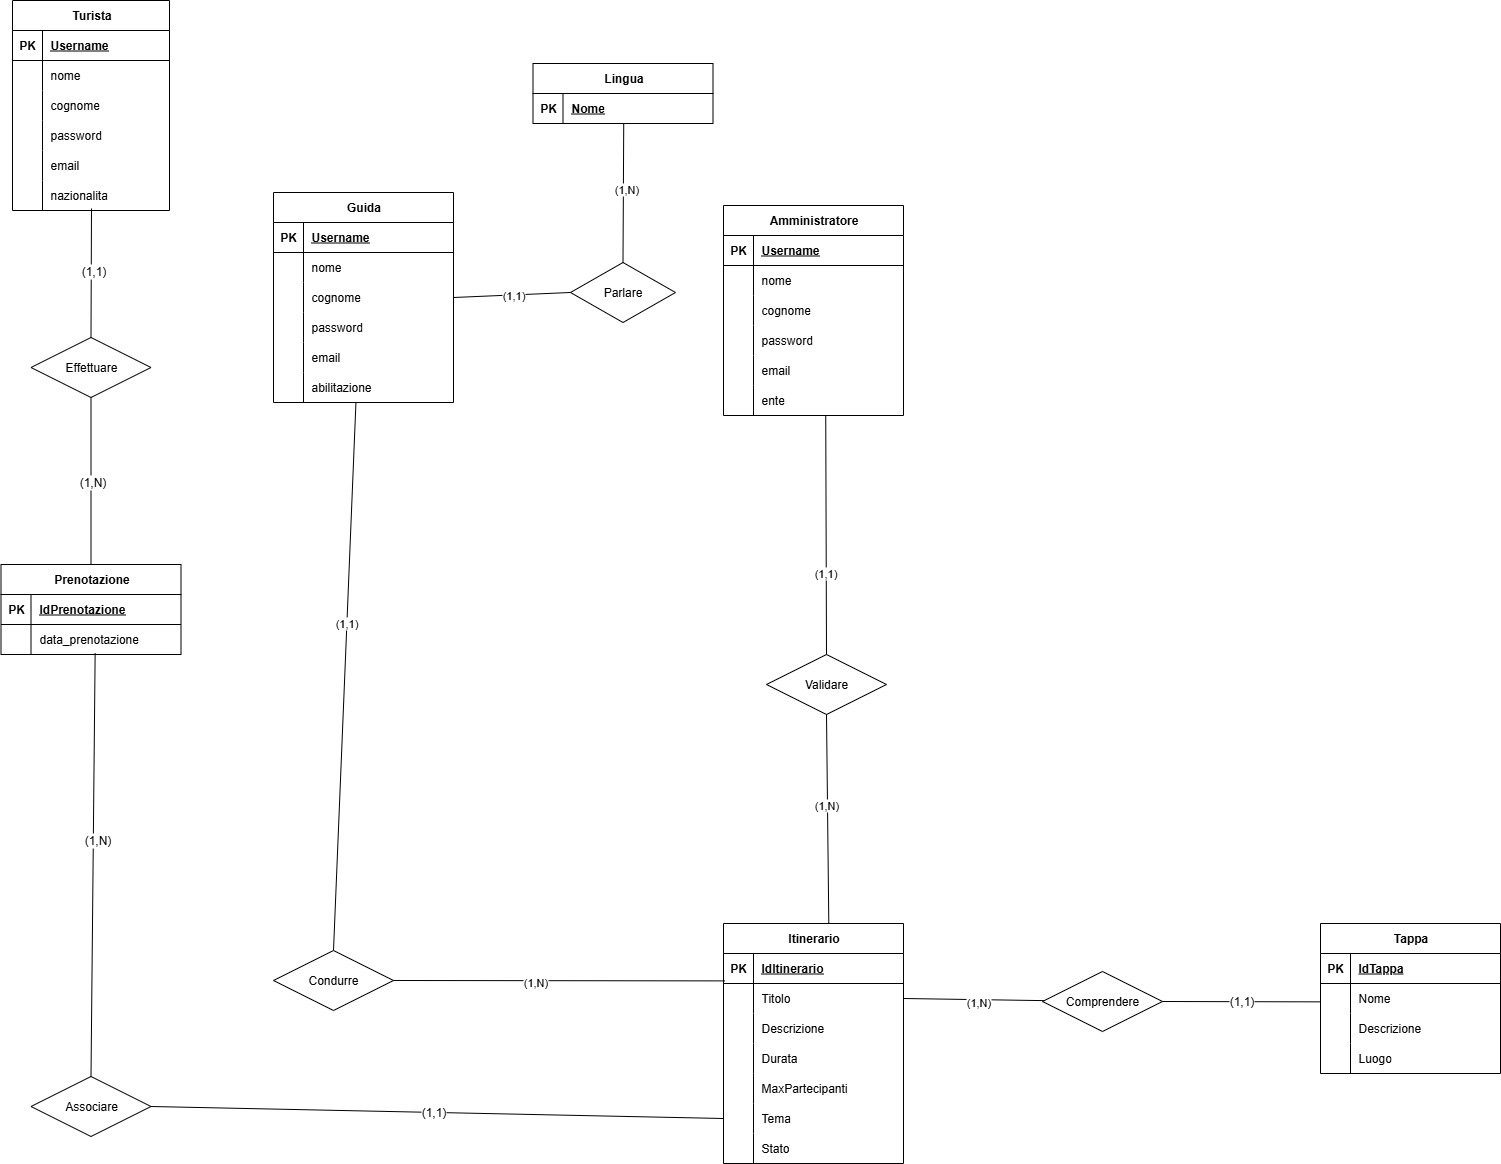 Turista
PK Username
nome
cognome
password
email
nazionalita
(1,1)
Effettuare
(1,N)
Prenotazione
PK IdPrenotazione
data_prenotazione
(1,N)
Associare
(1,1)
Lingua
PK Nome
(1,N)
Parlare
(1,1)
Guida
PK Username
nome
cognome
password
email
abilitazione
(1,1)
Condurre
(1,N)
Amministratore
PK Username
nome
cognome
password
email
ente
(1,1)
Validare
(1,N)
Itinerario
PK IdItinerario
Titolo
Descrizione
Durata
MaxPartecipanti
Tema
Stato
(1,N)
Comprendere
(1,1)
Tappa
PK IdTappa
Nome
Descrizione
Luogo